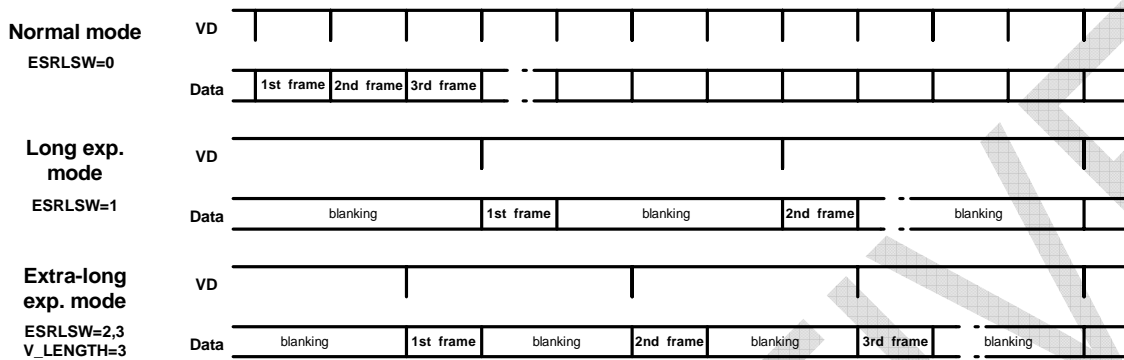 Normal mode
ESRLSW=0
VD
Data
1st frame 2nd frame 3rd frame
Long exp.
mode
ESRLSW=1
VD
Data
blanking 1st frame blanking 2nd frame blanking
Extra-long
exp. mode
ESRLSW=2,3
V_LENGTH=3
VD
Data
blanking 1st frame blanking 2nd frame blanking 3rd frame blanking